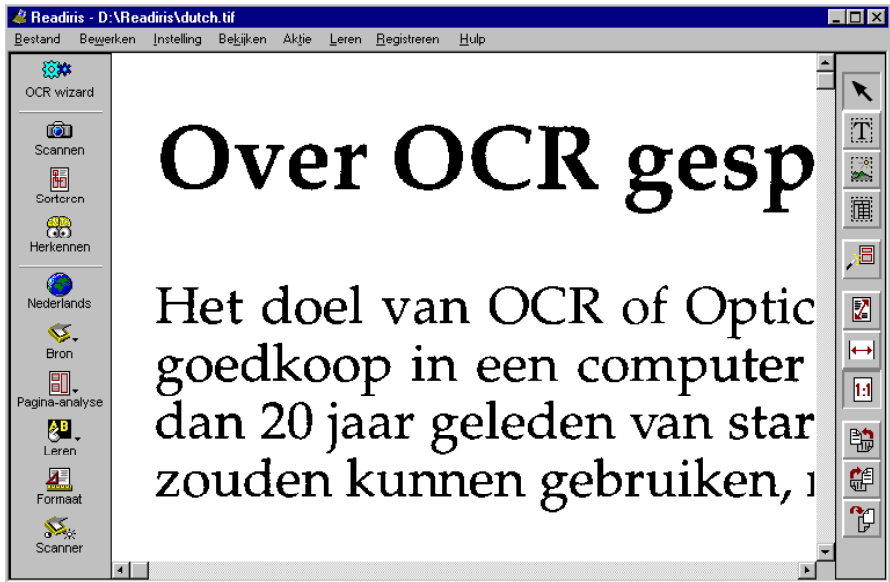 Readiris - D:\Readiris\dutch.tif
Bestand Bewerken Instelling Bekijken Aktie Leren Registreren Hulp
OCR wizard
Scannen
Sorteren
Herkennen
Nederlands
Bron
Pagina-analyse
Leren
Formaat
Scanner
Over OCR gesp
Het doel van OCR of Optic
goedkoop in een computer
dan 20 jaar geleden van star
zouden kunnen gebruiken,
T
1:1